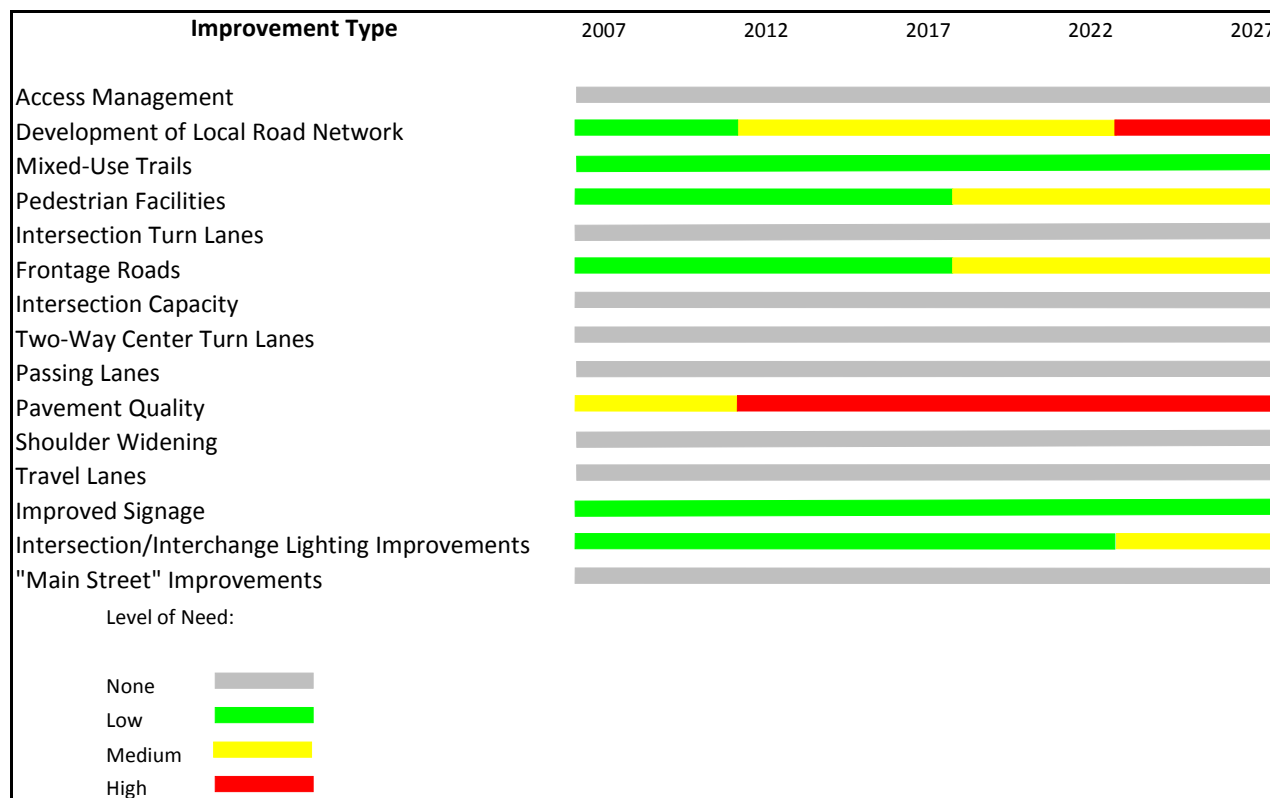 Improvement Type 2007 2012 2017 2022 2027
Access Management
Development of Local Road Network
Mixed-Use Trails
Pedestrian Facilities
Intersection Turn Lanes
Frontage Roads
Intersection Capacity
Two-Way Center Turn Lanes
Passing Lanes
Pavement Quality
Shoulder Widening
Travel Lanes
Improved Signage
Intersection/Interchange Lighting Improvements
"Main Street" Improvements
Level of Need:
None
Low
Medium
High